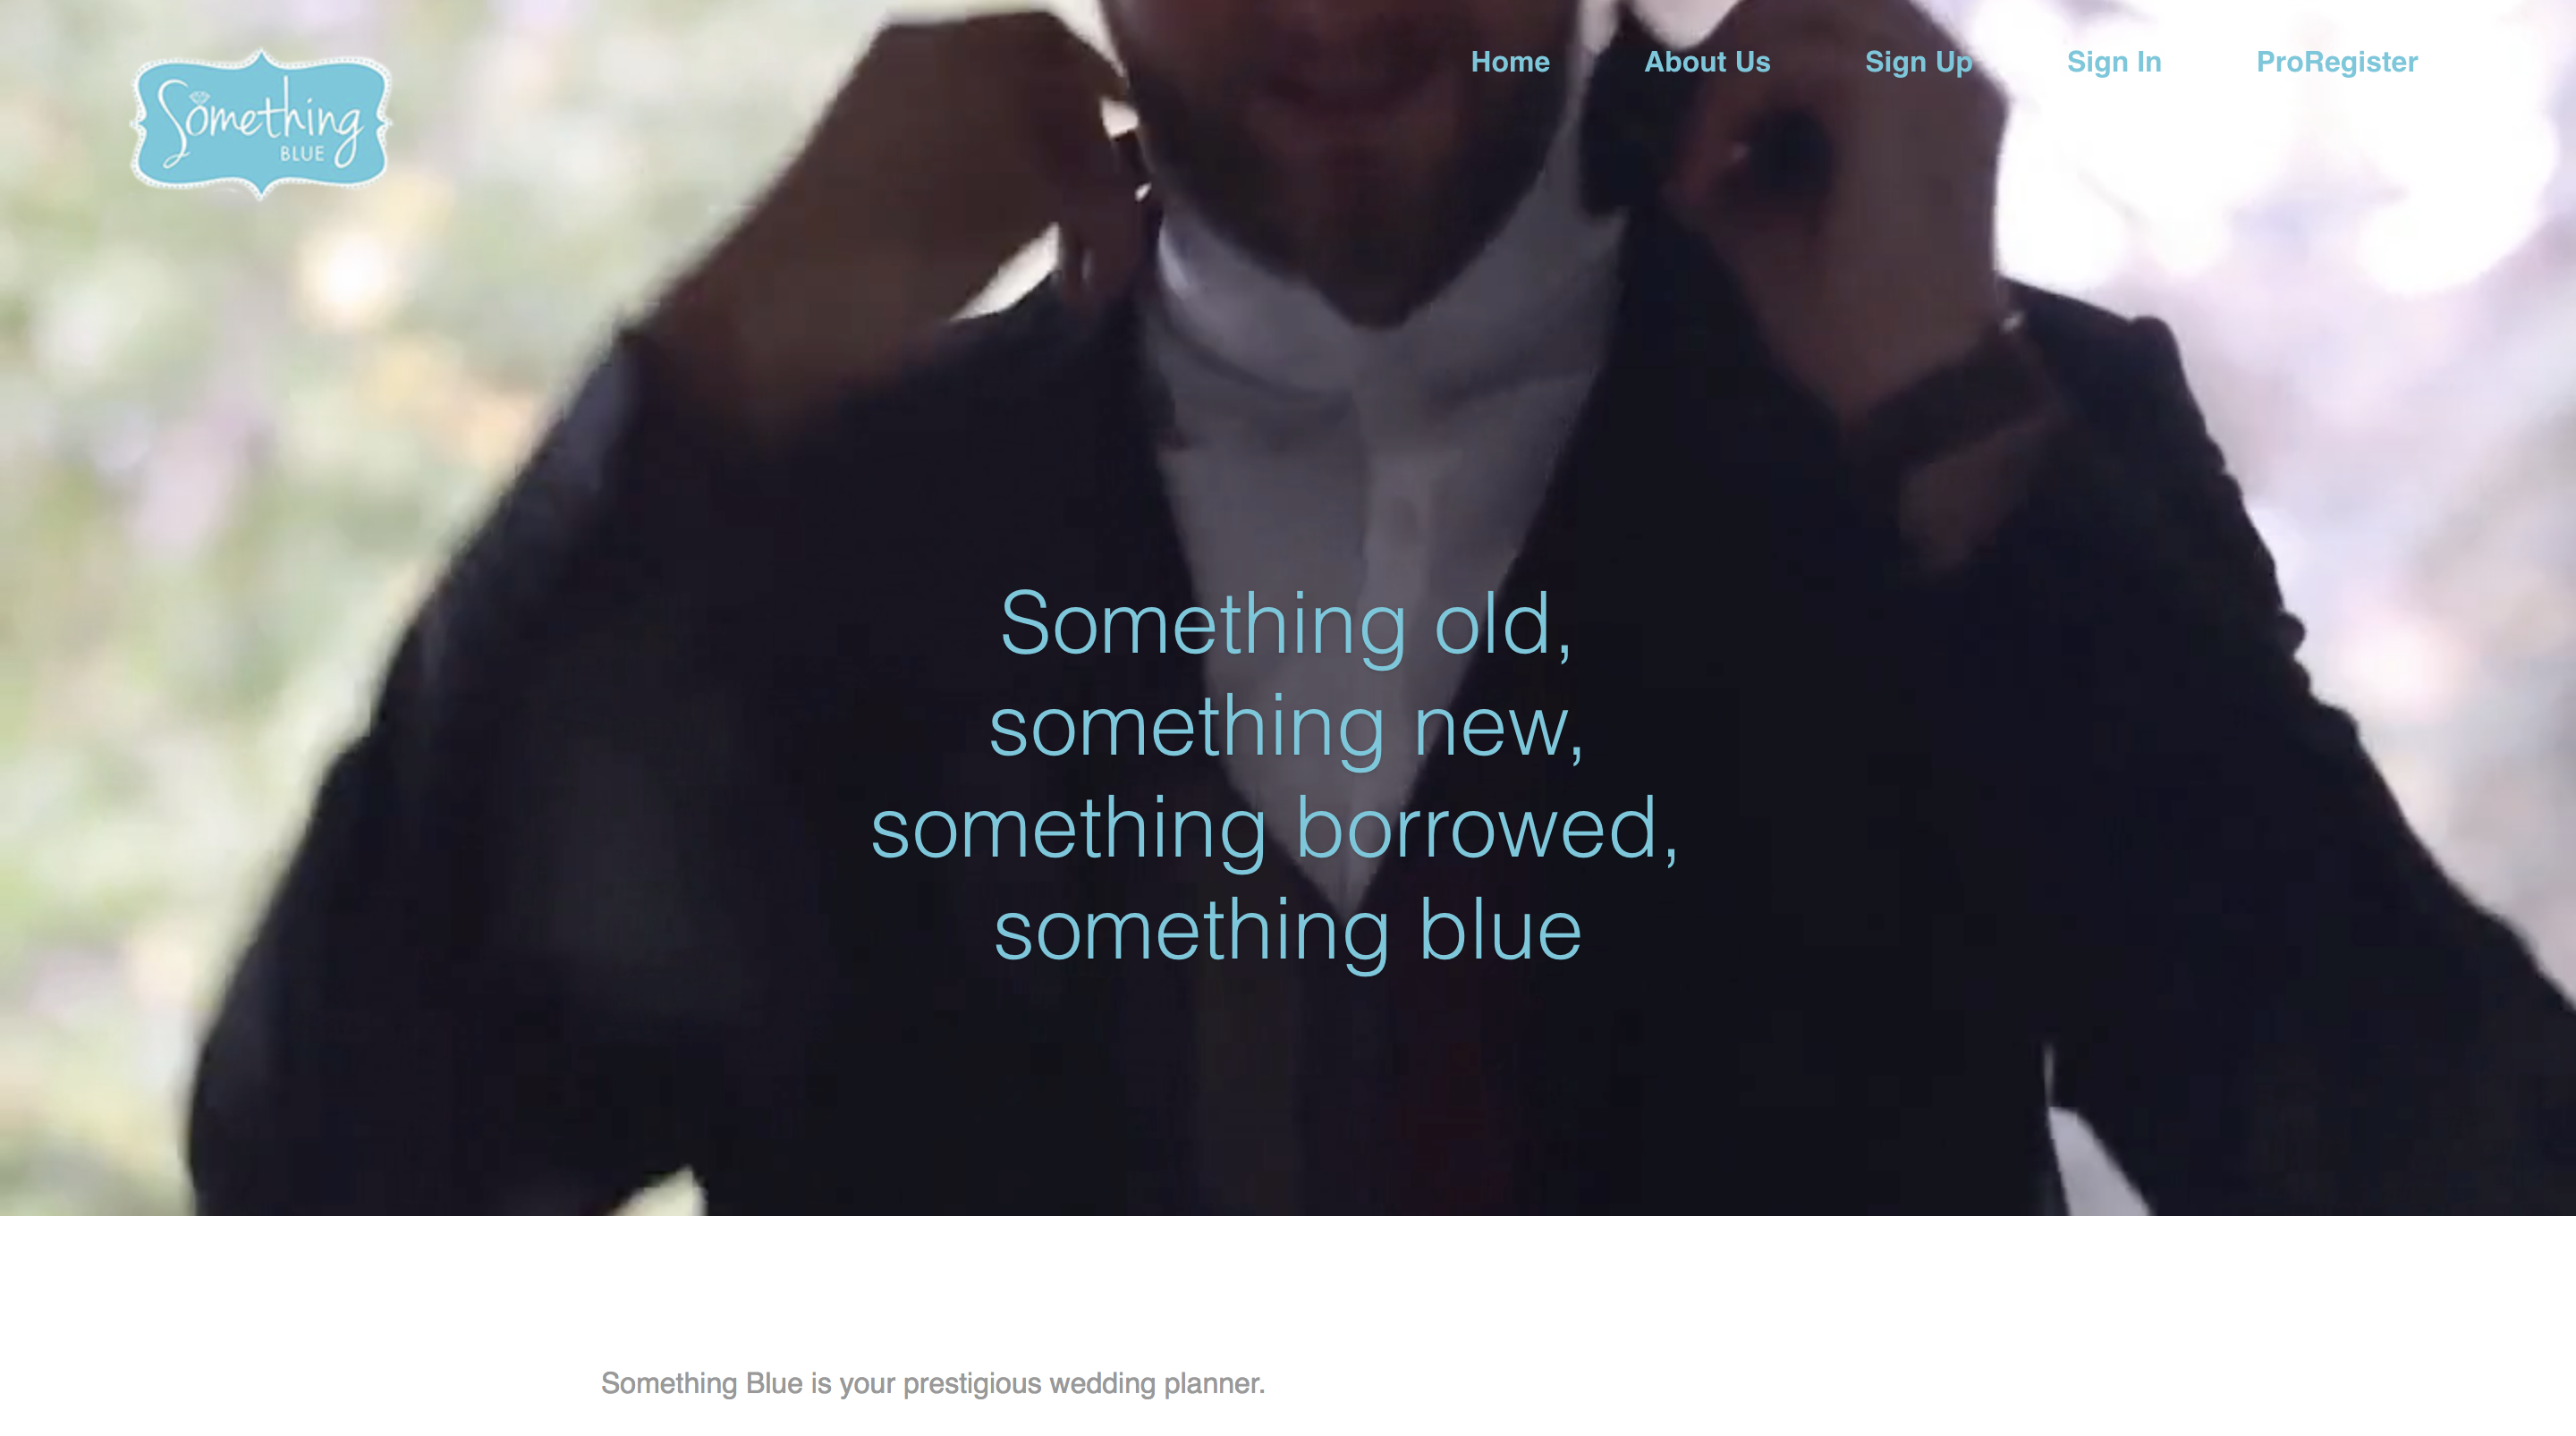 Something
BLUE
Home About Us Sign Up Sign In ProRegister
Something old,
something new,
something borrowed,
something blue
Something Blue is your prestigious wedding planner.